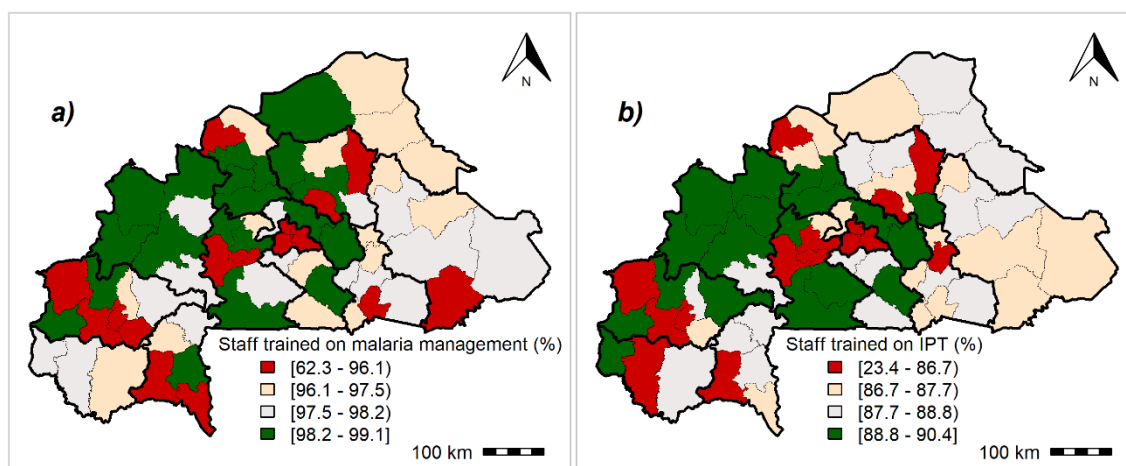 a)
N
Staff trained on malaria management (%)
[62.3 - 96.1)
[96.1 - 97.5)
[97.5 - 98.2)
[98.2 - 99.1]
100 km
b)
N
Staff trained on IPT (%)
[23.4 - 86.7)
[86.7 - 87.7)
[87.7 - 88.8)
[88.8 - 90.4]
100 km